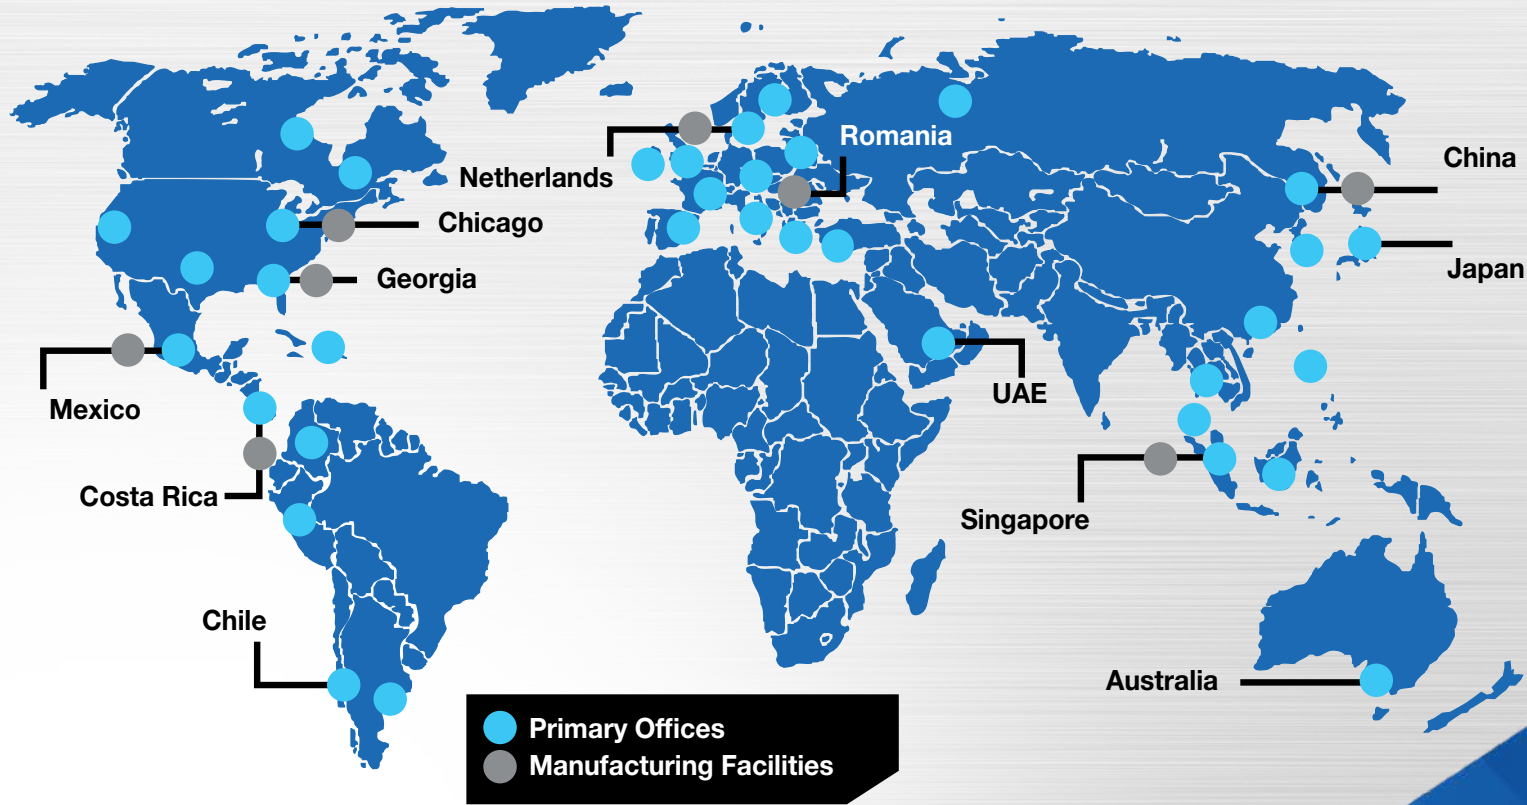 Romania
China
Netherlands
Chicago
Japan
Georgia
UAE
Mexico
Costa Rica
Singapore
Chile
Australia
Primary Offices
Manufacturing Facilities